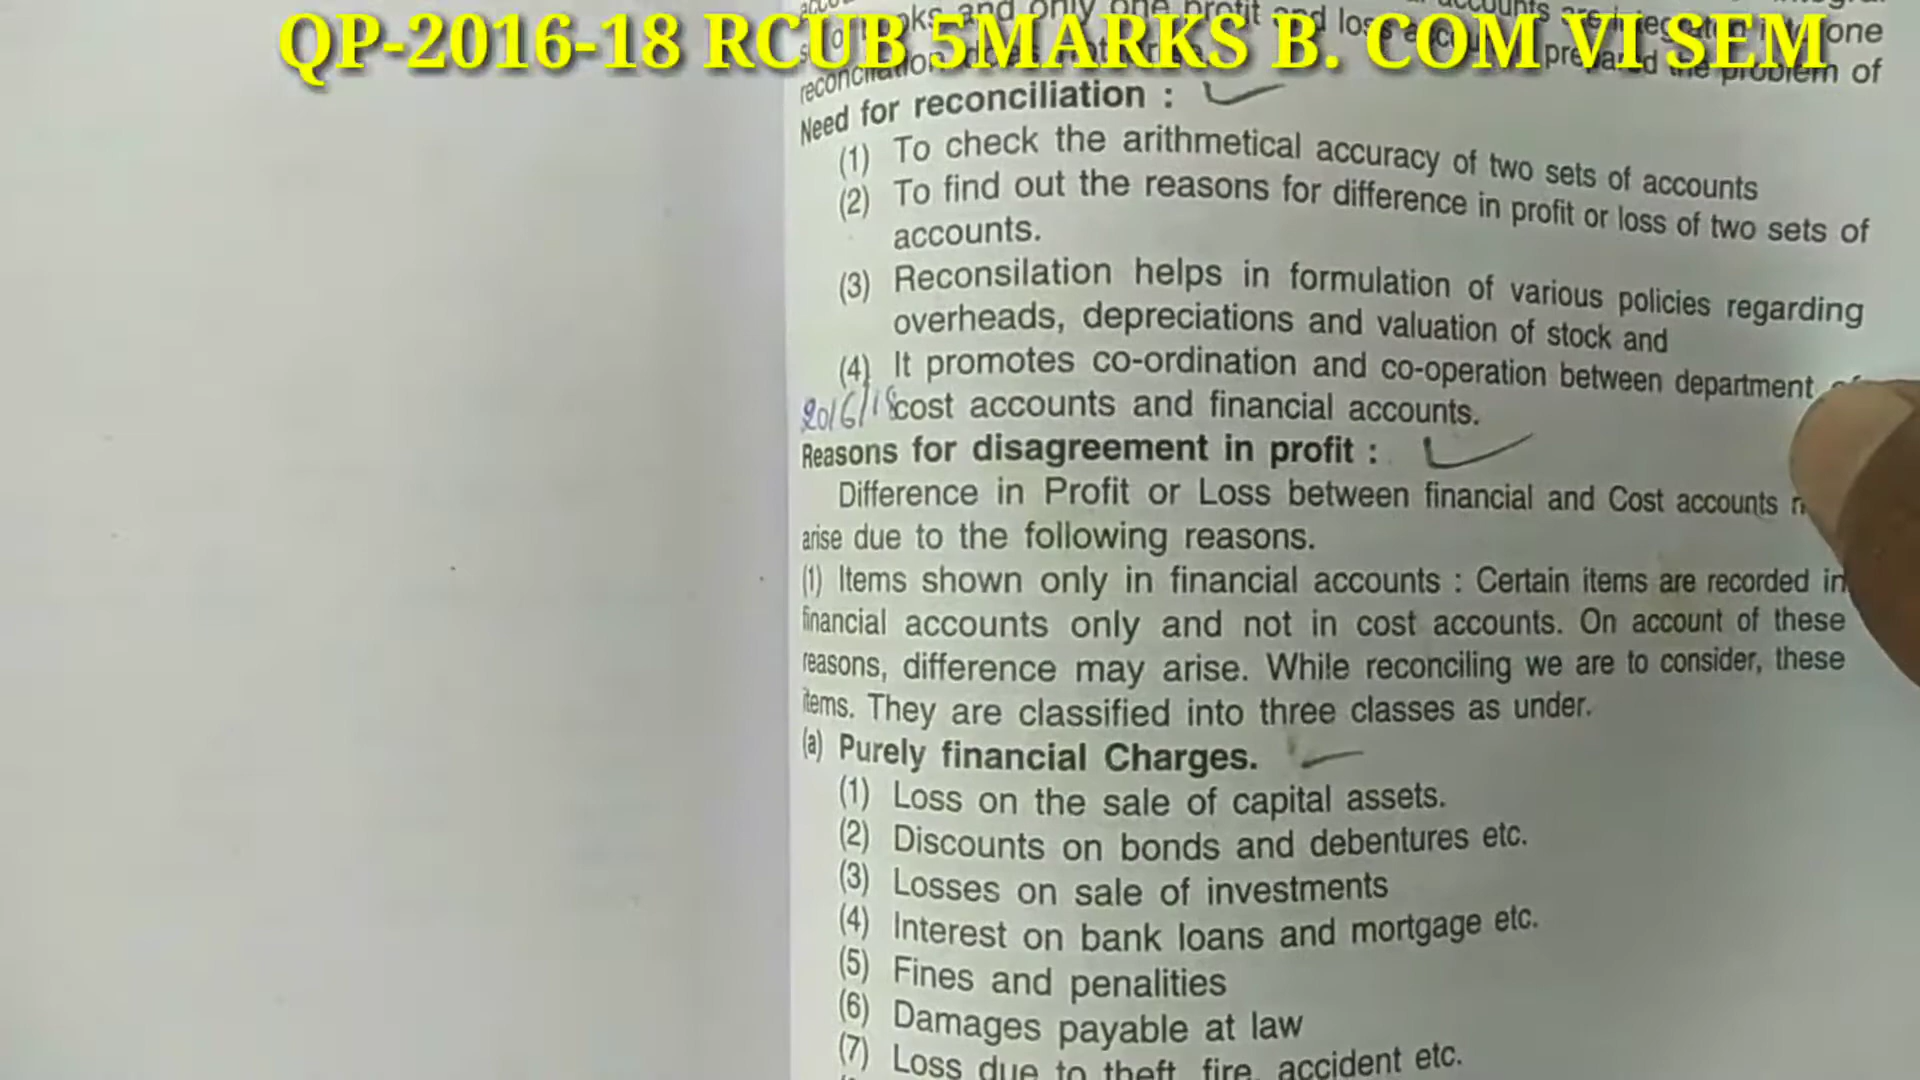 QP-2016-18 RCUB 5MARKS B. COM VI SEM
one
reconciliation prepared the problem of
Need for reconciliation :
(1) To check the arithmetical accuracy of two sets of accounts
(2) To find out the reasons for difference in profit or loss of two sets of
accounts.
(3) Reconsilation helps in formulation of various policies regarding
overheads, depreciations and valuation of stock and
(4) It promotes co-ordination and co-operation between department of
2016/18 cost accounts and financial accounts.
Reasons for disagreement in profit :
Difference in Profit or Loss between financial and Cost accounts
arise due to the following reasons.
(1) Items shown only in financial accounts : Certain items are recorded in
financial accounts only and not in cost accounts. On account of these
reasons, difference may arise. While reconciling we are to consider, these
items. They are classified into three classes as under.
(a) Purely financial Charges.
(1) Loss on the sale of capital assets.
(2) Discounts on bonds and debentures etc.
(3) Losses on sale of investments
(4) Interest on bank loans and mortgage etc.
(5) Fines and penalities
(6) Damages payable at law
(7) Loss due to theft, fire, accident etc.